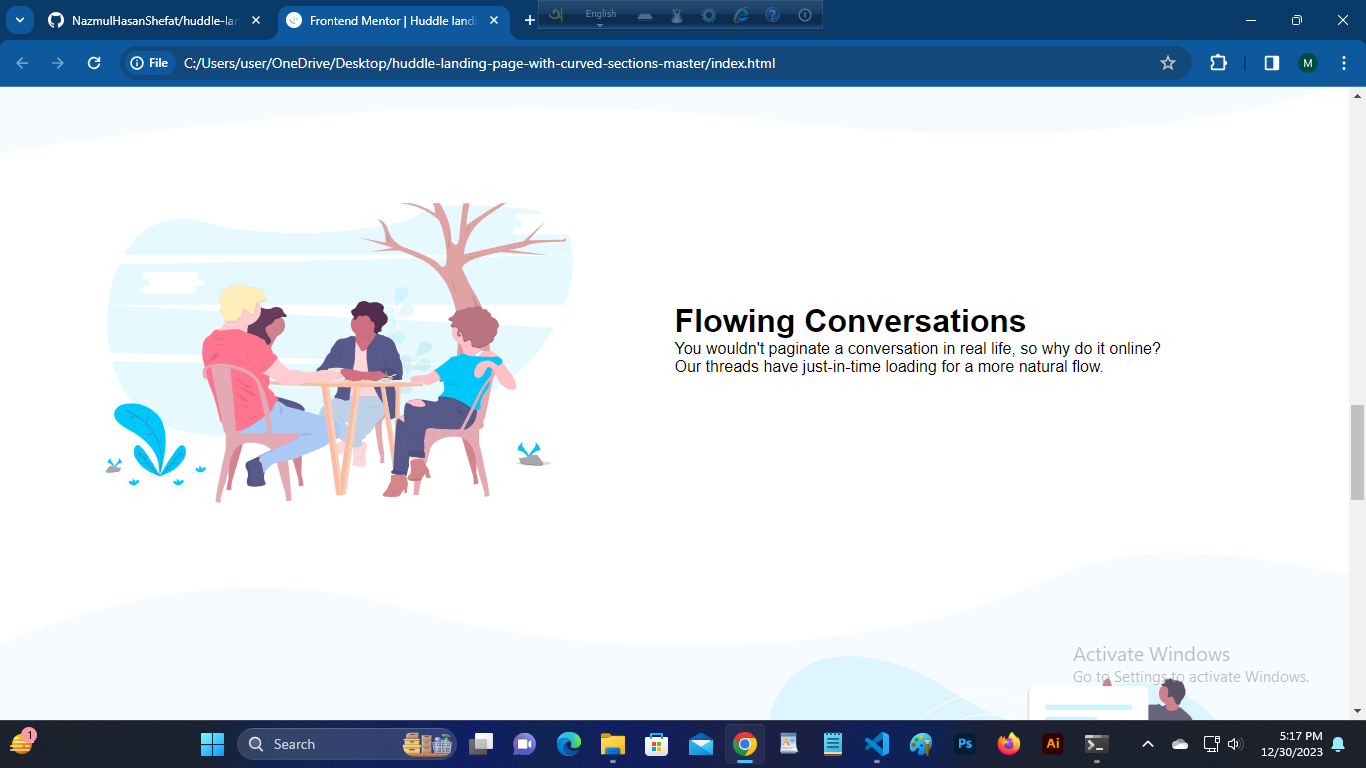 NazmulHasanShefat/huddle-lan
Frontend Mentor | Huddle landi
English
File
C:/Users/user/OneDrive/Desktop/huddle-landing-page-with-curved-sections-master/index.html
M
Flowing Conversations
You wouldn't paginate a conversation in real life, so why do it online?
Our threads have just-in-time loading for a more natural flow.
Activate Windows
Go to Settings to activate Windows.
1
Search
Ps
Ai
5:17 PM
12/30/2023